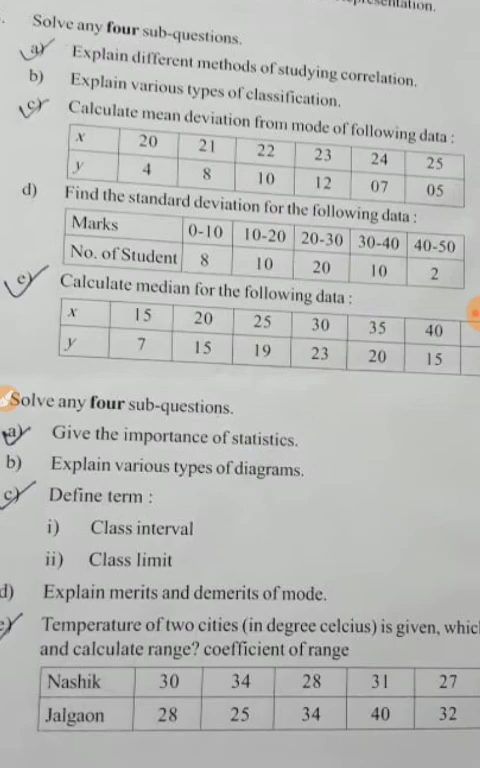 Solve any four sub-questions.
a) Explain different methods of studying correlation.
b) Explain various types of classification.
c) Calculate mean deviation from mode of following data :
x 20 21 22 23 24 25
y 4 8 10 12 07 05
d) Find the standard deviation for the following data :
Marks 0-10 10-20 20-30 30-40 40-50
No. of Student 8 10 20 10 2
e) Calculate median for the following data :
x 15 20 25 30 35 40
y 7 15 19 23 20 15
Solve any four sub-questions.
a) Give the importance of statistics.
b) Explain various types of diagrams.
c) Define term :
i) Class interval
ii) Class limit
d) Explain merits and demerits of mode.
e) Temperature of two cities (in degree celcius) is given,
and calculate range? coefficient of range
Nashik 30 34 28 31 27
Jalgaon 28 25 34 40 32